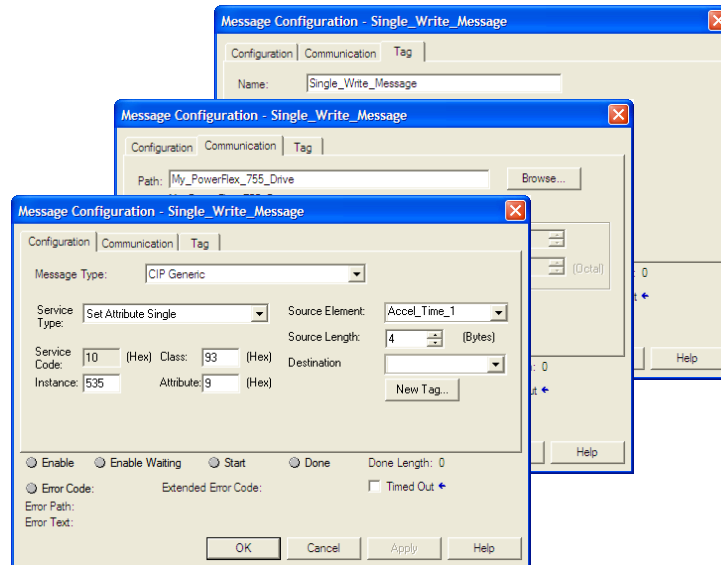 Message Configuration - Single_Write_Message
Configuration Communication Tag
Name: Single_Write_Message
Message Configuration - Single_Write_Message
Configuration Communication Tag
Path: My_PowerFlex_755_Drive Browse...
(Octal)
Message Configuration - Single_Write_Message
Configuration Communication Tag
Message Type: CIP Generic
Service Type: Set Attribute Single
Source Element: Accel_Time_1
Source Length: 4 (Bytes)
Service Code: 10 (Hex) Class: 93 (Hex)
Destination
Instance: 535 Attribute: 9 (Hex)
New Tag...
Enable Enable Waiting Start Done Done Length: 0
Error Code: Extended Error Code: Timed Out
Error Path:
Error Text:
OK Cancel Apply Help
: 0
ut
Help
: 0
ut
Help